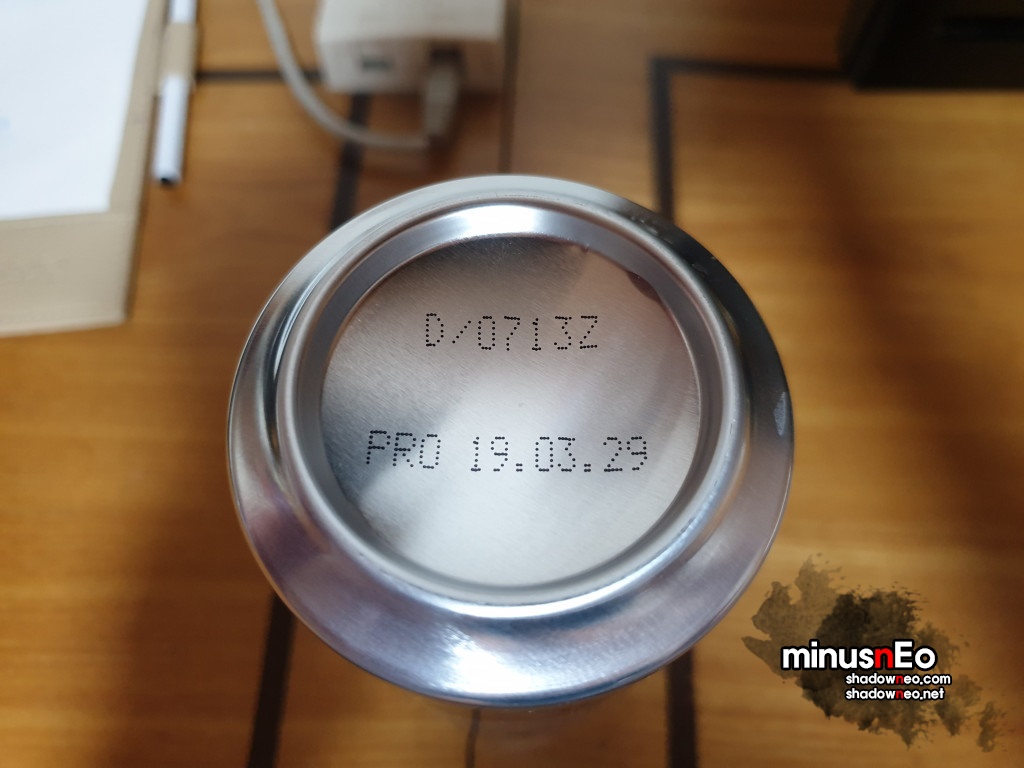 D/0713Z
PRO 19.03.29
minusnEo
shadowneo.com
shadowneo.net